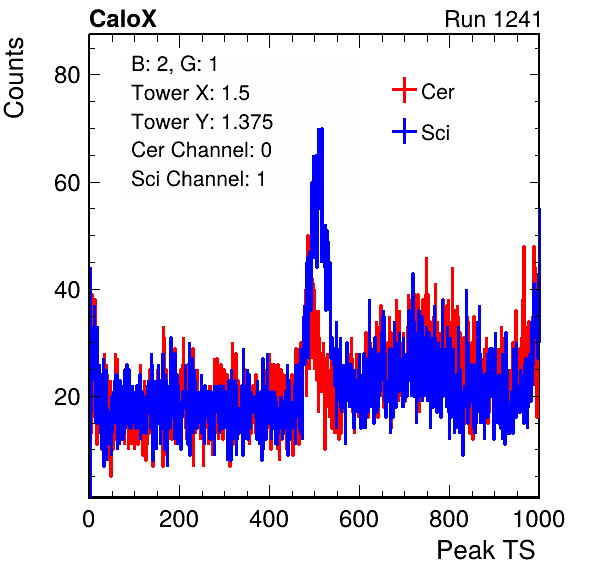 CaloX Run 1241
Counts
B: 2, G: 1
Tower X: 1.5
Tower Y: 1.375
Cer Channel: 0
Sci Channel: 1
Cer
Sci
80
60
40
20
0 200 400 600 800 1000
Peak TS